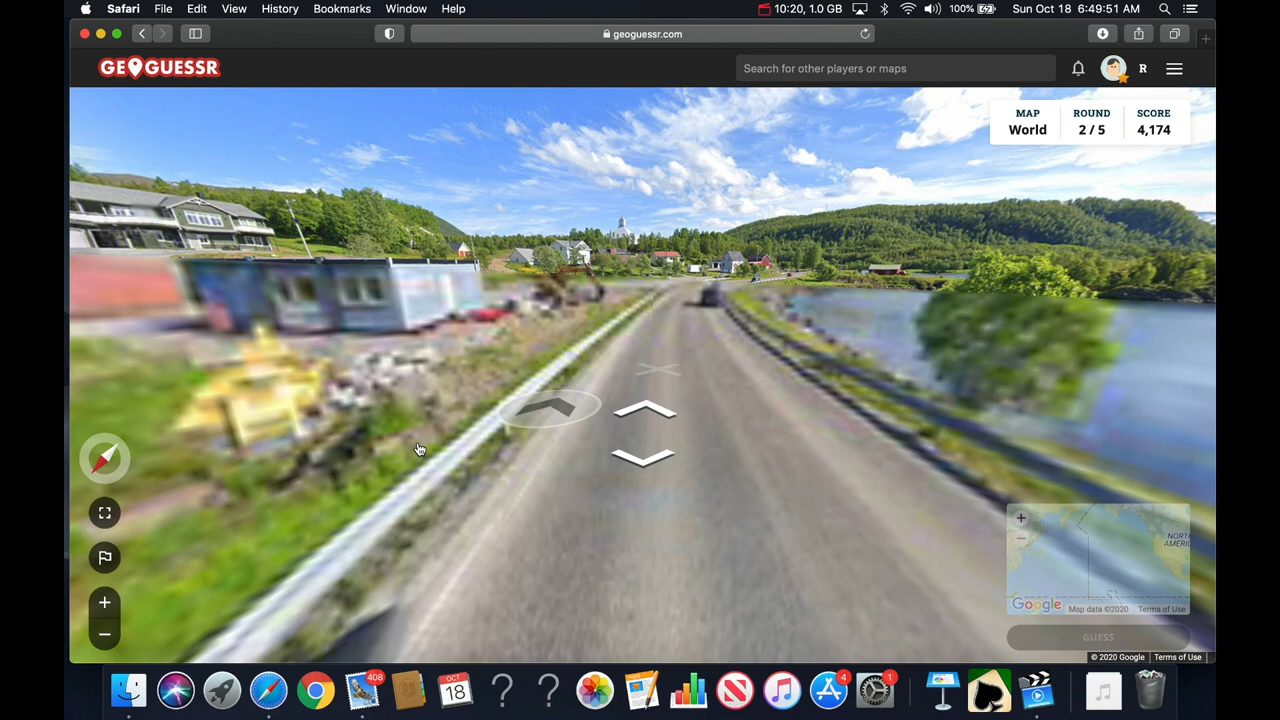 Safari File Edit View History Bookmarks Window Help 10:20, 1.0 GB 100% Sun Oct 18 6:49:51 AM
geoguessr.com
GEOGUESSR Search for other players or maps R
MAP ROUND SCORE
World 2 / 5 4,174
NORTH
AMERIC
Google Map data ©2020 Terms of Use
GUESS
© 2020 Google Terms of Use
408 OCT 18 4 1